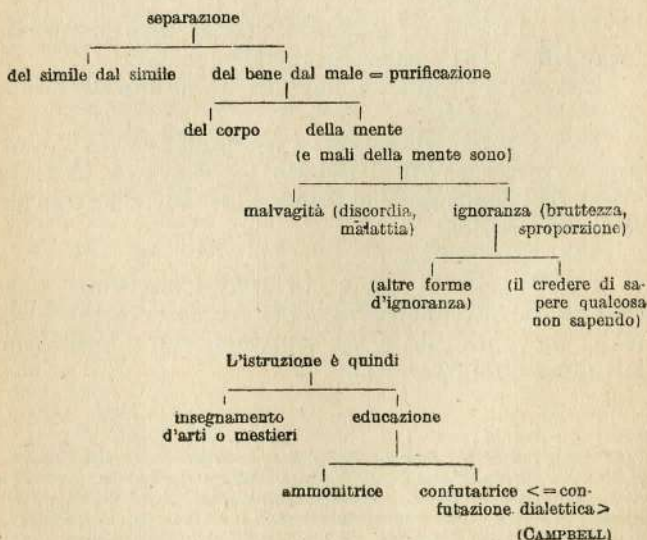 separazione
del simile dal simile del bene dal male = purificazione
del corpo della mente
(e mali della mente sono)
malvagità (discordia, ignoranza (bruttezza,
malattia) sproporzione)
(altre forme (il credere di sa-
d'ignoranza) pere qualcosa
non sapendo)
L'istruzione è quindi
insegnamento educazione
d'arti o mestieri
ammonitrice confutatrice <=con-
futazione dialettica>
(CAMPBELL)